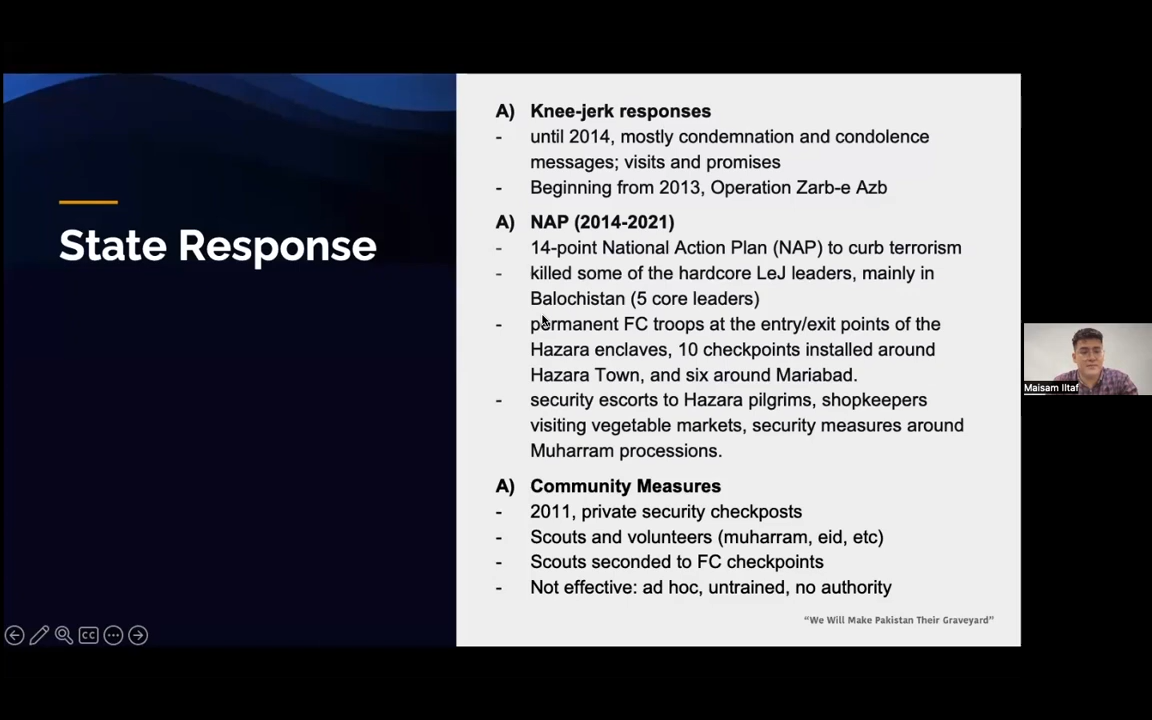 State Response
A) Knee-jerk responses
- until 2014, mostly condemnation and condolence
messages; visits and promises
- Beginning from 2013, Operation Zarb-e Azb
A) NAP (2014-2021)
- 14-point National Action Plan (NAP) to curb terrorism
- killed some of the hardcore LeJ leaders, mainly in
Balochistan (5 core leaders)
- permanent FC troops at the entry/exit points of the
Hazara enclaves, 10 checkpoints installed around
Hazara Town, and six around Mariabad.
- security escorts to Hazara pilgrims, shopkeepers
visiting vegetable markets, security measures around
Muharram processions.
A) Community Measures
- 2011, private security checkposts
- Scouts and volunteers (muharram, eid, etc)
- Scouts seconded to FC checkpoints
- Not effective: ad hoc, untrained, no authority
"We Will Make Pakistan Their Graveyard"
CC
Maisam Iltaf